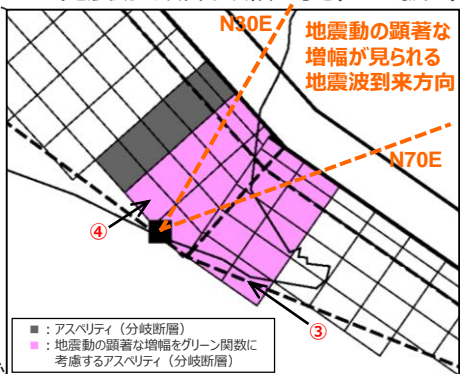 N30E
地震動の顕著な
増幅が見られる
地震波到来方向
N70E
④
③
■ : アスペリティ（分岐断層）
■ : 地震動の顕著な増幅をグリーン関数に
考慮するアスペリティ（分岐断層）